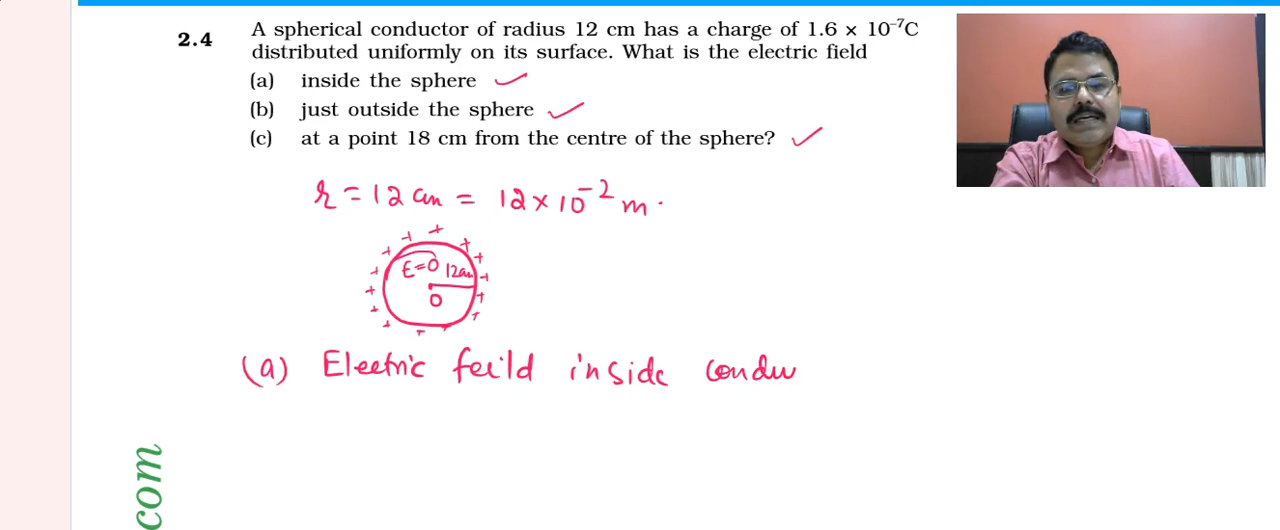 2.4 A spherical conductor of radius 12 cm has a charge of 1.6 × 10⁻⁷C
distributed uniformly on its surface. What is the electric field
(a) inside the sphere
(b) just outside the sphere
(c) at a point 18 cm from the centre of the sphere?
r = 12 cm = 12 × 10⁻² m.
+ + + + + + + + + + + + + + +
E=0 12cm
O
(a) Electric feild inside condu
com